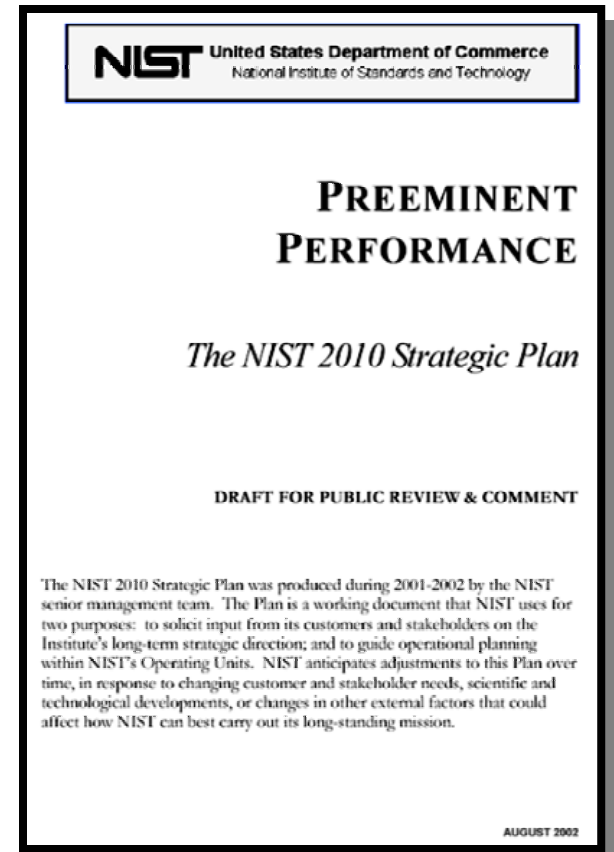 NIST United States Department of Commerce
National Institute of Standards and Technology
PREEMINENT
PERFORMANCE
The NIST 2010 Strategic Plan
DRAFT FOR PUBLIC REVIEW & COMMENT
The NIST 2010 Strategic Plan was produced during 2001-2002 by the NIST
senior management team. The Plan is a working document that NIST uses for
two purposes: to solicit input from its customers and stakeholders on the
Institute's long-term strategic direction; and to guide operational planning
within NIST's Operating Units. NIST anticipates adjustments to this Plan over
time, in response to changing customer and stakeholder needs, scientific and
technological developments, or changes in other external factors that could
affect how NIST can best carry out its long-standing mission.
AUGUST 2002